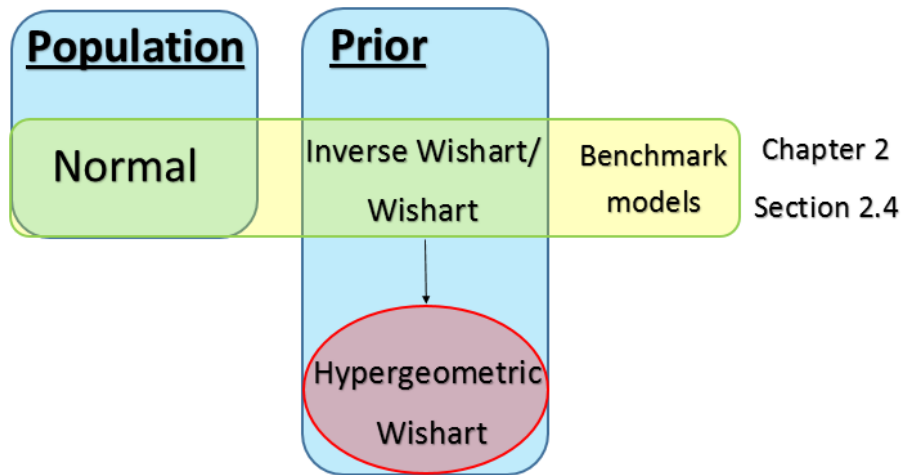 Population
Prior
Normal
Inverse Wishart/
Wishart
Benchmark
models
Chapter 2
Section 2.4
Hypergeometric
Wishart